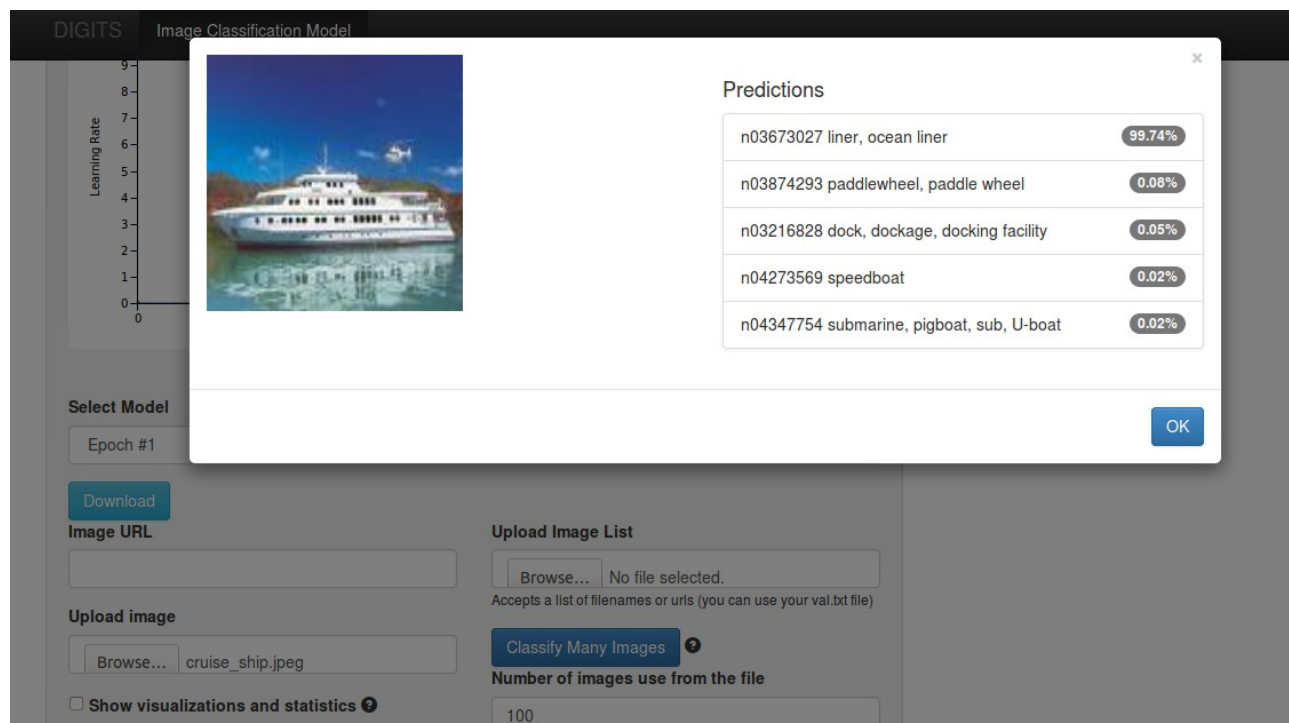 DIGITS Image Classification Model
×
Predictions
n03673027 liner, ocean liner 99.74%
n03874293 paddlewheel, paddle wheel 0.08%
n03216828 dock, dockage, docking facility 0.05%
n04273569 speedboat 0.02%
n04347754 submarine, pigboat, sub, U-boat 0.02%
OK
Learning Rate
9
8
7
6
5
4
3
2
1
0
0
Select Model
Epoch #1
Download
Image URL
Upload image
Browse... cruise_ship.jpeg
Show visualizations and statistics ?
Upload Image List
Browse... No file selected.
Accepts a list of filenames or urls (you can use your val.txt file)
Classify Many Images ?
Number of images use from the file
100